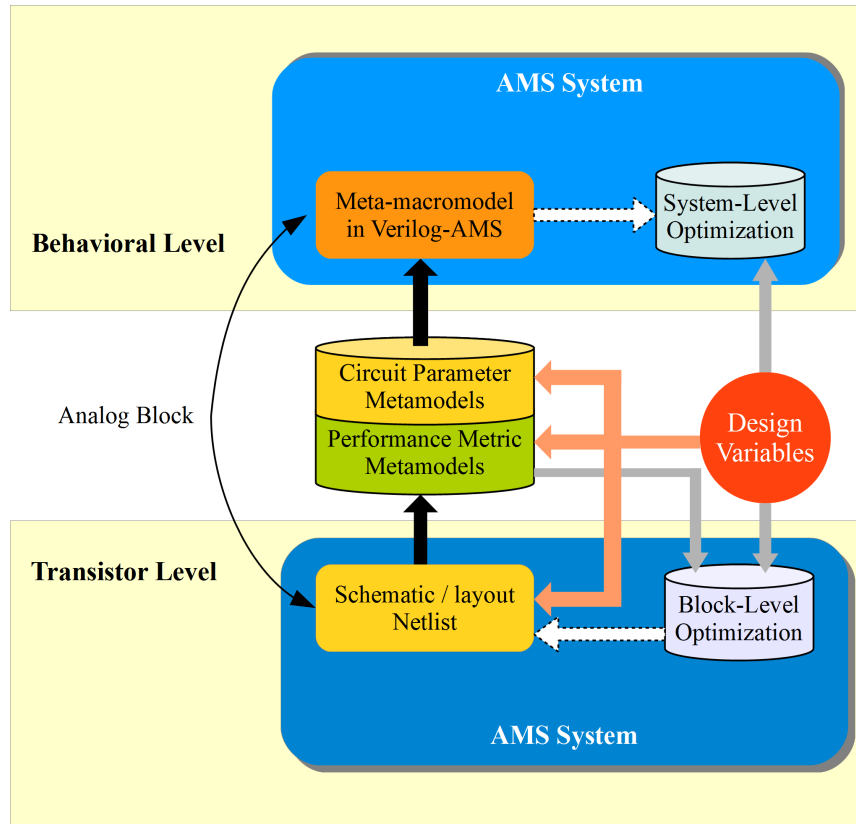 AMS System
Meta-macromodel
in Verilog-AMS
System-Level
Optimization
Behavioral Level
Circuit Parameter
Metamodels
Analog Block
Performance Metric
Metamodels
Design
Variables
Transistor Level
Schematic / layout
Netlist
Block-Level
Optimization
AMS System